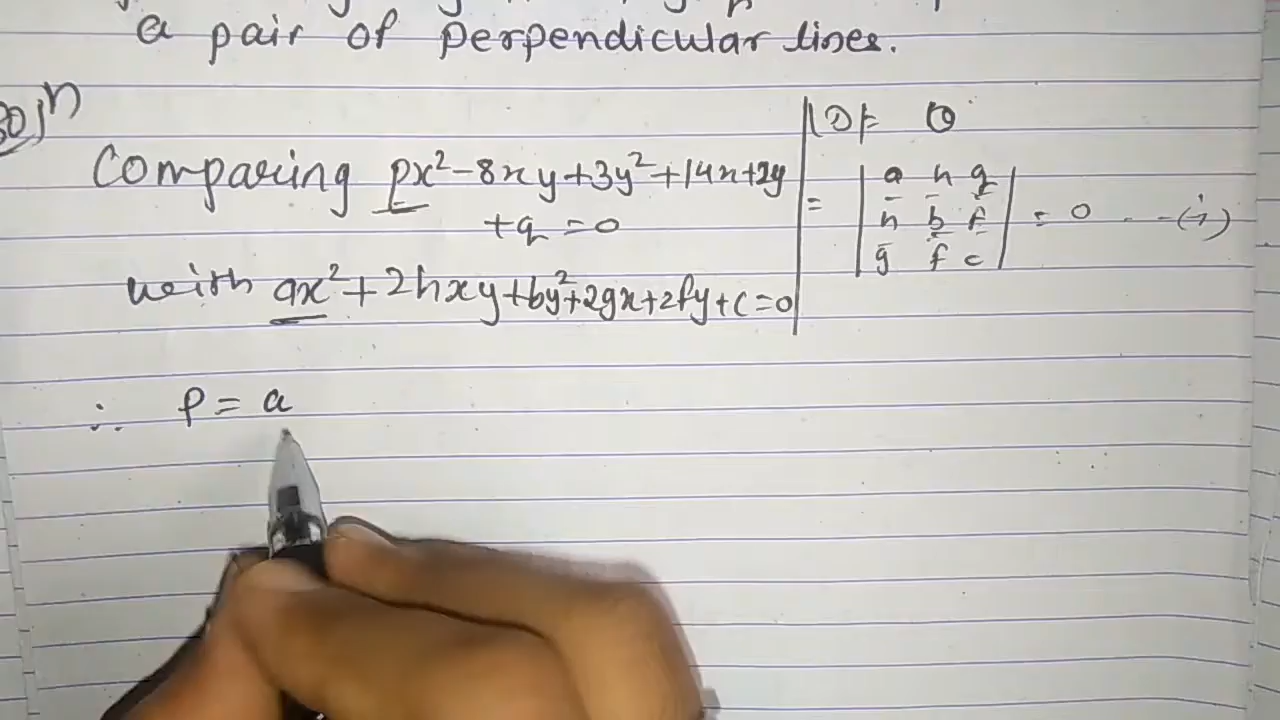 a pair of perpendicular lines.
Soln
Comparing px²-8xy+3y²+14x+2y
+q=0
with ax²+2hxy+by²+2gx+2fy+c=0
|D|= 0
= | a h g |
| h b f | = 0 - - (i)
| g f c |
∴ P = a